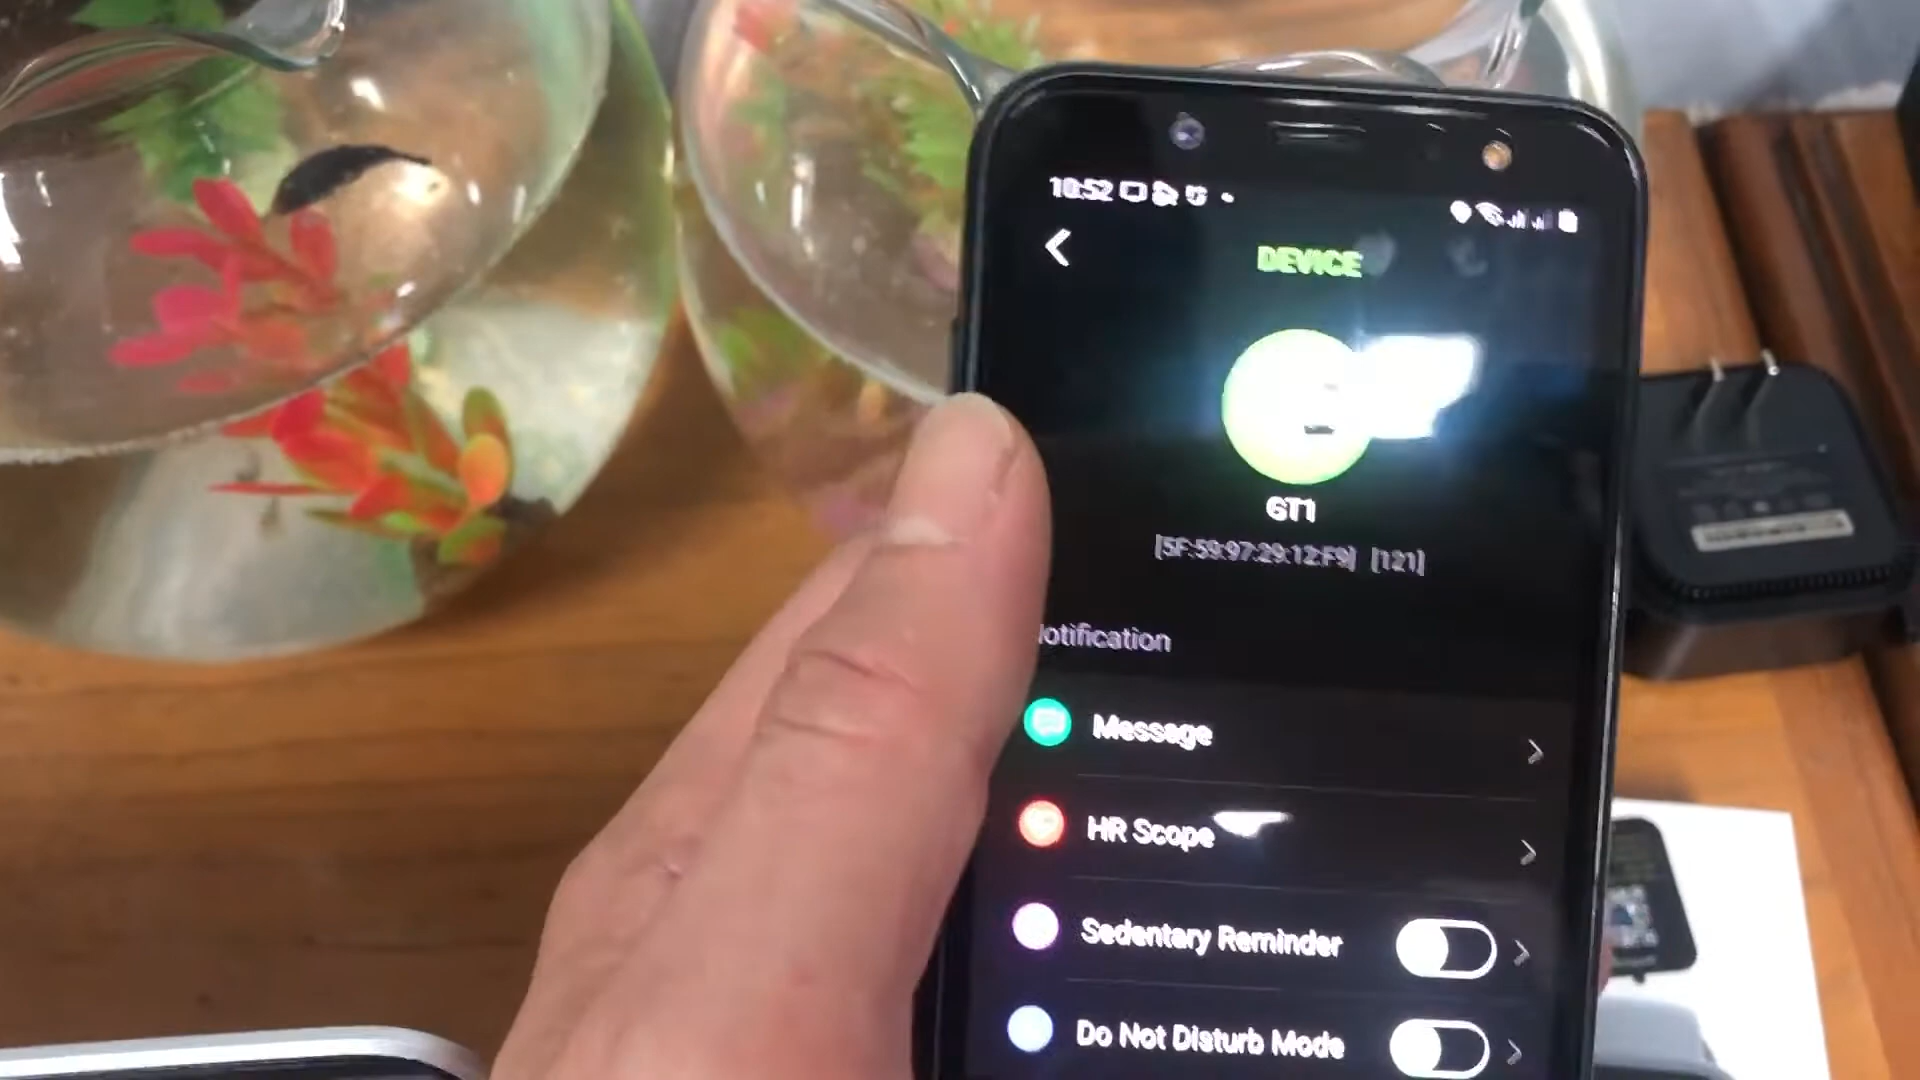 10:52
DEVICE
GT1
[5F:59:97:29:12:F9] [121]
otification
Message
HR Scope
Sedentary Reminder
Do Not Disturb Mode